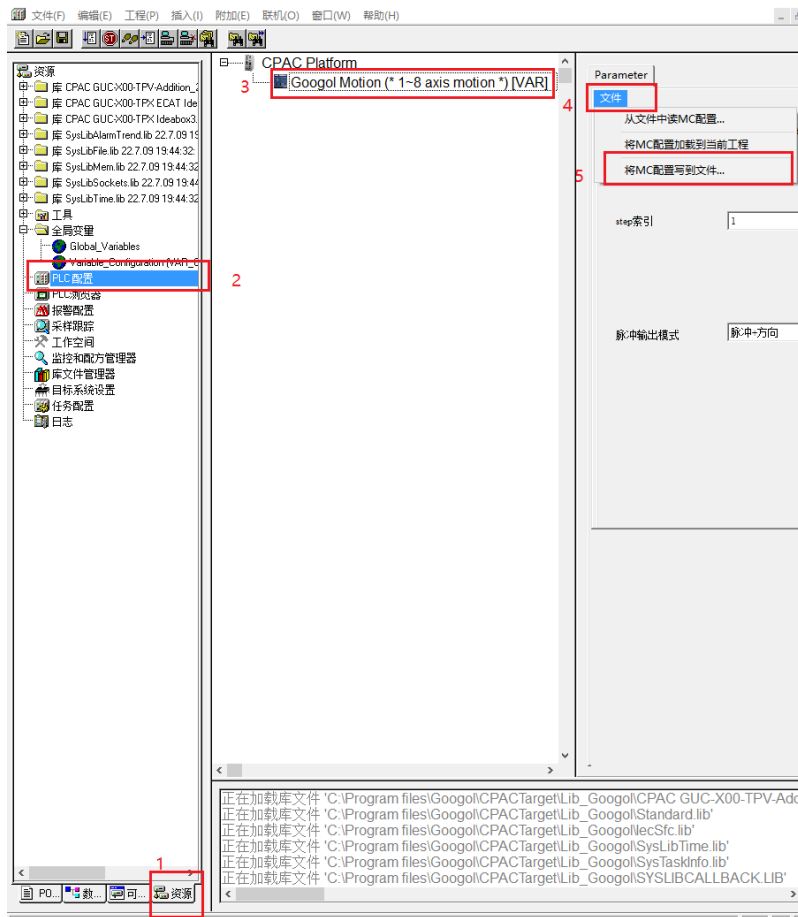 文件(F) 编辑(E) 工程(P) 插入(I) 附加(E) 联机(O) 窗口(W) 帮助(H)
资源
库 CPAC GUC-X00-TPV-Addition_2
库 CPAC GUC-X00-TPX ECAT Ide
库 CPAC GUC-X00-TPX Ideabox3.
库 SysLibAlarmTrend.lib 22.7.09 19
库 SysLibFile.lib 22.7.09 19:44:32:
库 SysLibMem.lib 22.7.09 19:44:32
库 SysLibSockets.lib 22.7.09 19:44
库 SysLibTime.lib 22.7.09 19:44:32
工具
全局变量
Global_Variables
Variable_Configuration (VAR_C
PLC 配置
2
PLC浏览器
报警配置
采样跟踪
工作空间
监控和配方管理器
库文件管理器
目标系统设置
任务配置
日志
1
PO...
数...
可...
资源
CPAC Platform
3
Googol Motion (* 1~8 axis motion *) [VAR]
4
Parameter
文件
从文件中读MC配置...
将MC配置加载到当前工程
5
将MC配置写到文件...
step索引
1
脉冲输出模式
脉冲+方向
正在加载库文件 'C:\Program files\Googol\CPACTarget\Lib_Googol\CPAC GUC-X00-TPV-Add
正在加载库文件 'C:\Program files\Googol\CPACTarget\Lib_Googol\Standard.lib'
正在加载库文件 'C:\Program files\Googol\CPACTarget\Lib_Googol\IecSfc.lib'
正在加载库文件 'C:\Program files\Googol\CPACTarget\Lib_Googol\SysLibTime.lib'
正在加载库文件 'C:\Program files\Googol\CPACTarget\Lib_Googol\SysTaskInfo.lib'
正在加载库文件 'C:\Program files\Googol\CPACTarget\Lib_Googol\SYSLIBCALLBACK.LIB'